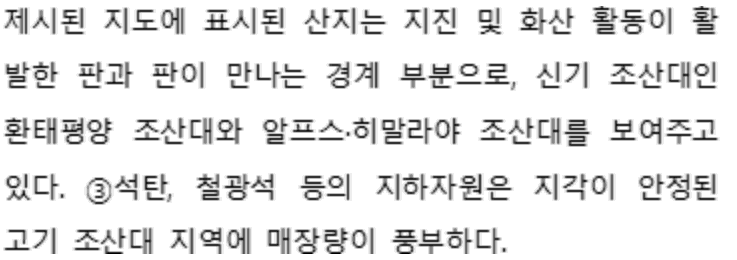 제시된 지도에 표시된 산지는 지진 및 화산 활동이 활
발한 판과 판이 만나는 경계 부분으로, 신기 조산대인
환태평양 조산대와 알프스·히말라야 조산대를 보여주고
있다. ③석탄, 철광석 등의 지하자원은 지각이 안정된
고기 조산대 지역에 매장량이 풍부하다.